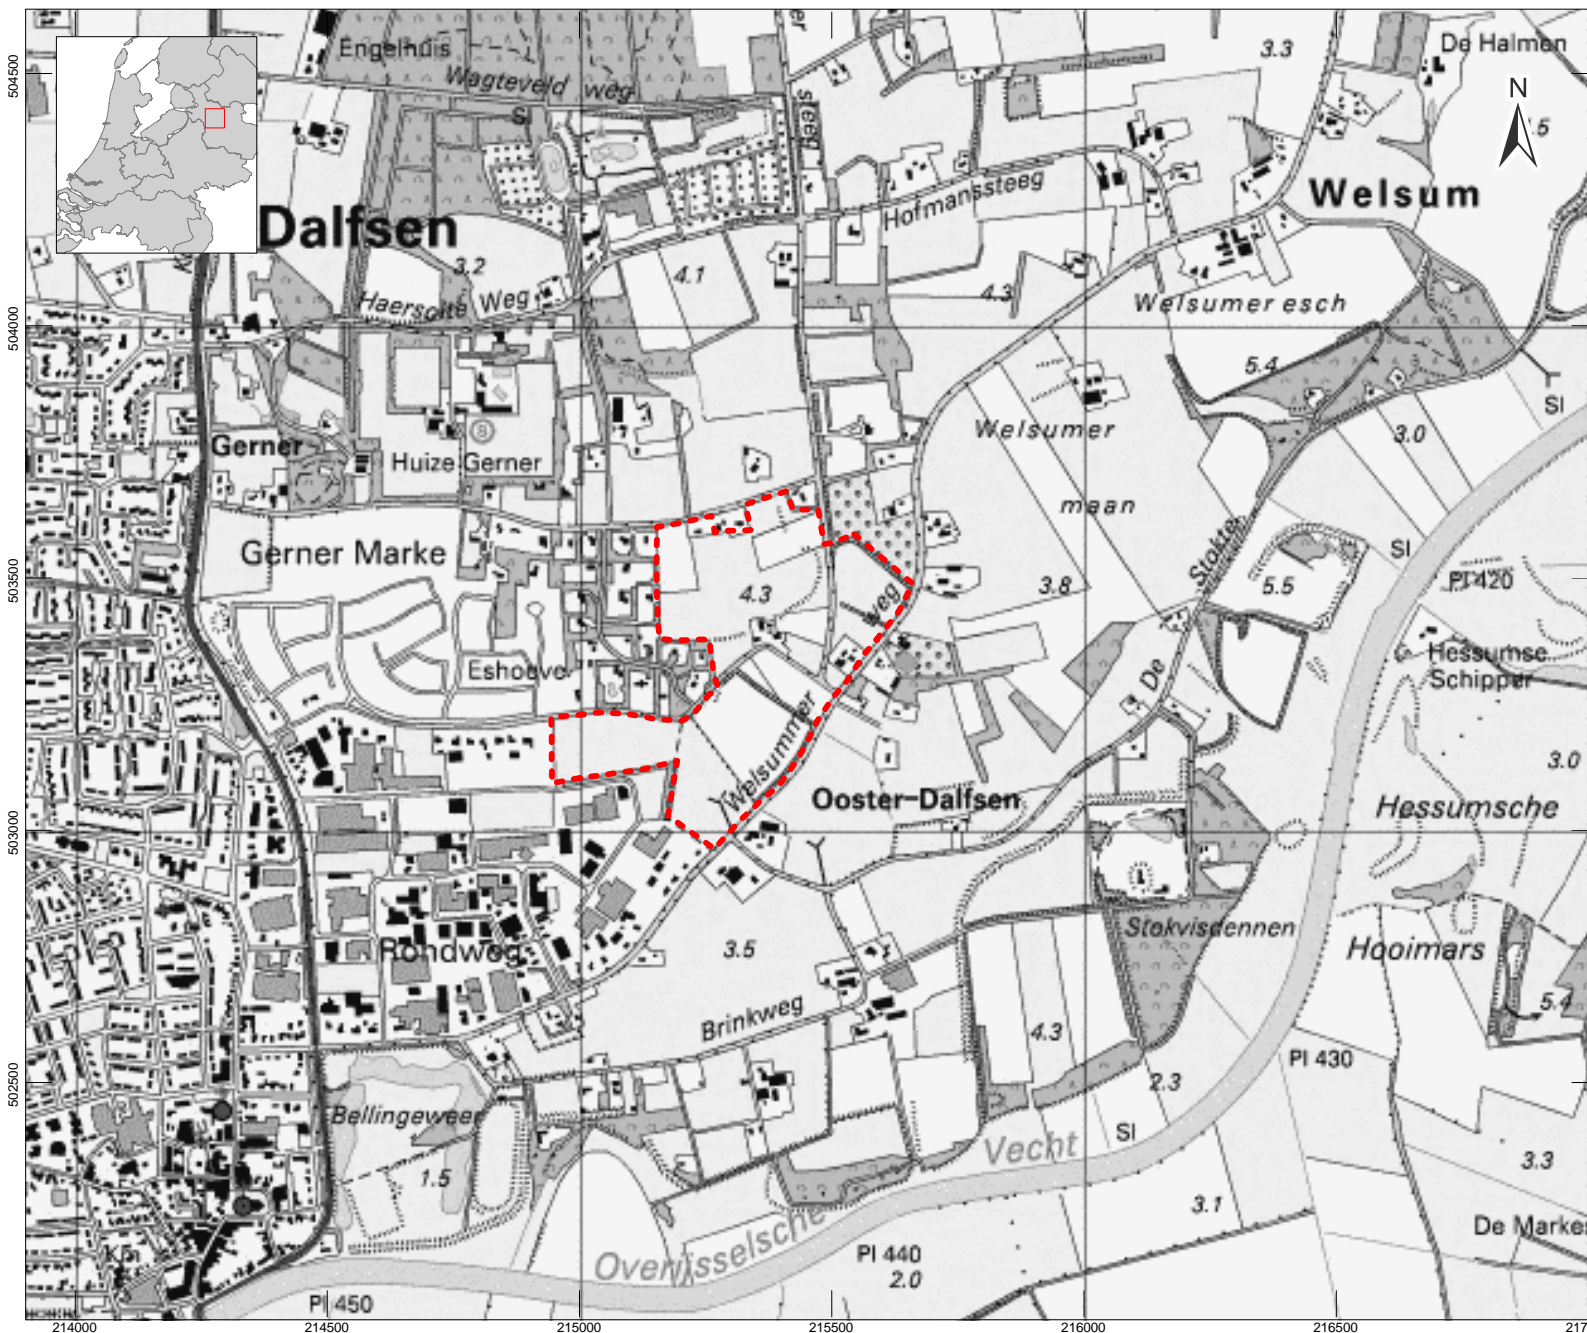 Engelhuis
3.3
De Halmen
Wagteveld weg
N
steeg
Hofmanssteeg
Welsum
Dalfsen
3.2
4.1
4.3
Haersolte Weg
Welsumer esch
5.4
Sl
Gerner
Huize Gerner
Welsumer
3.0
maan
Gerner Marke
Sl
Stokte
4.3
3.8
5.5
Pl 420
weg
Eshoeve
De
Hessumse
Schipper
Welsummer
3.0
Ooster-Dalfsen
Hessumsche
Rondweg
3.5
Stokvisdennen
Hooimars
5.4
Brinkweg
4.3
Pl 430
2.3
Bellingeweer
Sl
Vecht
3.3
1.5
3.1
Overijsselsche
De Marke
Pl 440
2.0
Pl 450
504500
504000
503500
503000
502500
214000
214500
215000
215500
216000
216500